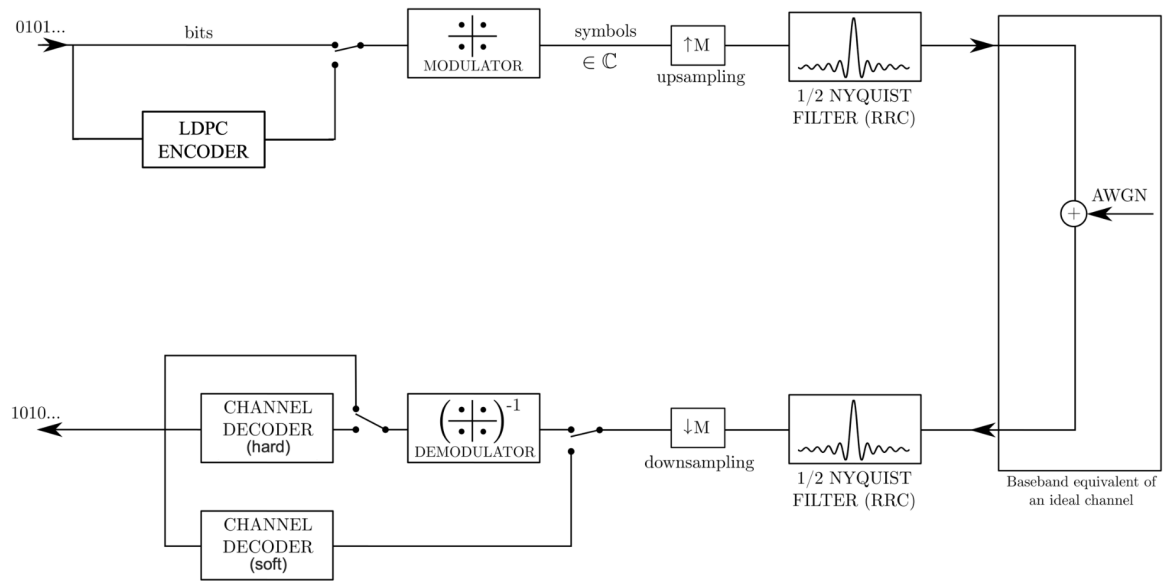 0101...
bits
symbols
∈ ℂ
MODULATOR
↑M
upsampling
1/2 NYQUIST
FILTER (RRC)
LDPC
ENCODER
+
AWGN
1010...
CHANNEL
DECODER
(hard)
( )-1
DEMODULATOR
↓M
downsampling
1/2 NYQUIST
FILTER (RRC)
Baseband equivalent of
an ideal channel
CHANNEL
DECODER
(soft)